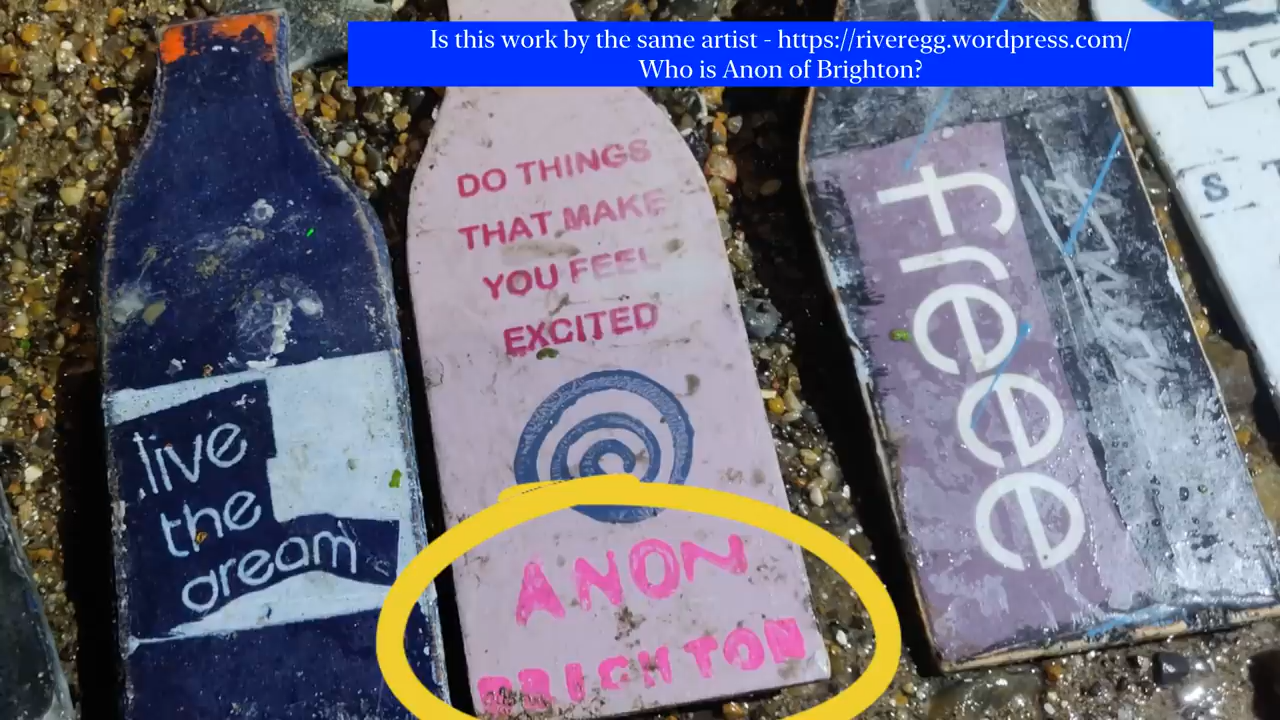 Is this work by the same artist - https://riveregg.wordpress.com/
Who is Anon of Brighton?
live
the
dream
DO THINGS
THAT MAKE
YOU FEEL
EXCITED
ANON
BRIGHTON
freee
I
S T